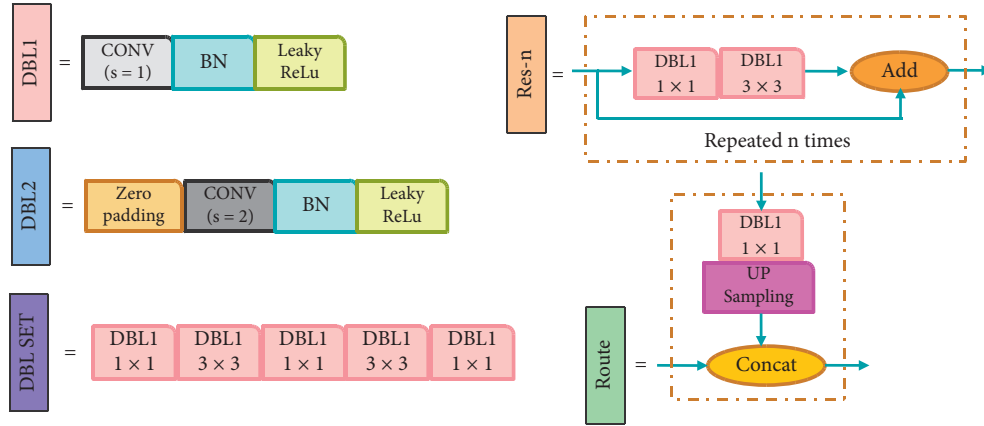 DBL1
=
CONV
(s = 1)
BN
Leaky
ReLu
DBL2
=
Zero
padding
CONV
(s = 2)
BN
Leaky
ReLu
DBL SET
=
DBL1
1 × 1
DBL1
3 × 3
DBL1
1 × 1
DBL1
3 × 3
DBL1
1 × 1
Res-n
=
DBL1
1 × 1
DBL1
3 × 3
Add
Repeated n times
Route
=
DBL1
1 × 1
UP
Sampling
Concat